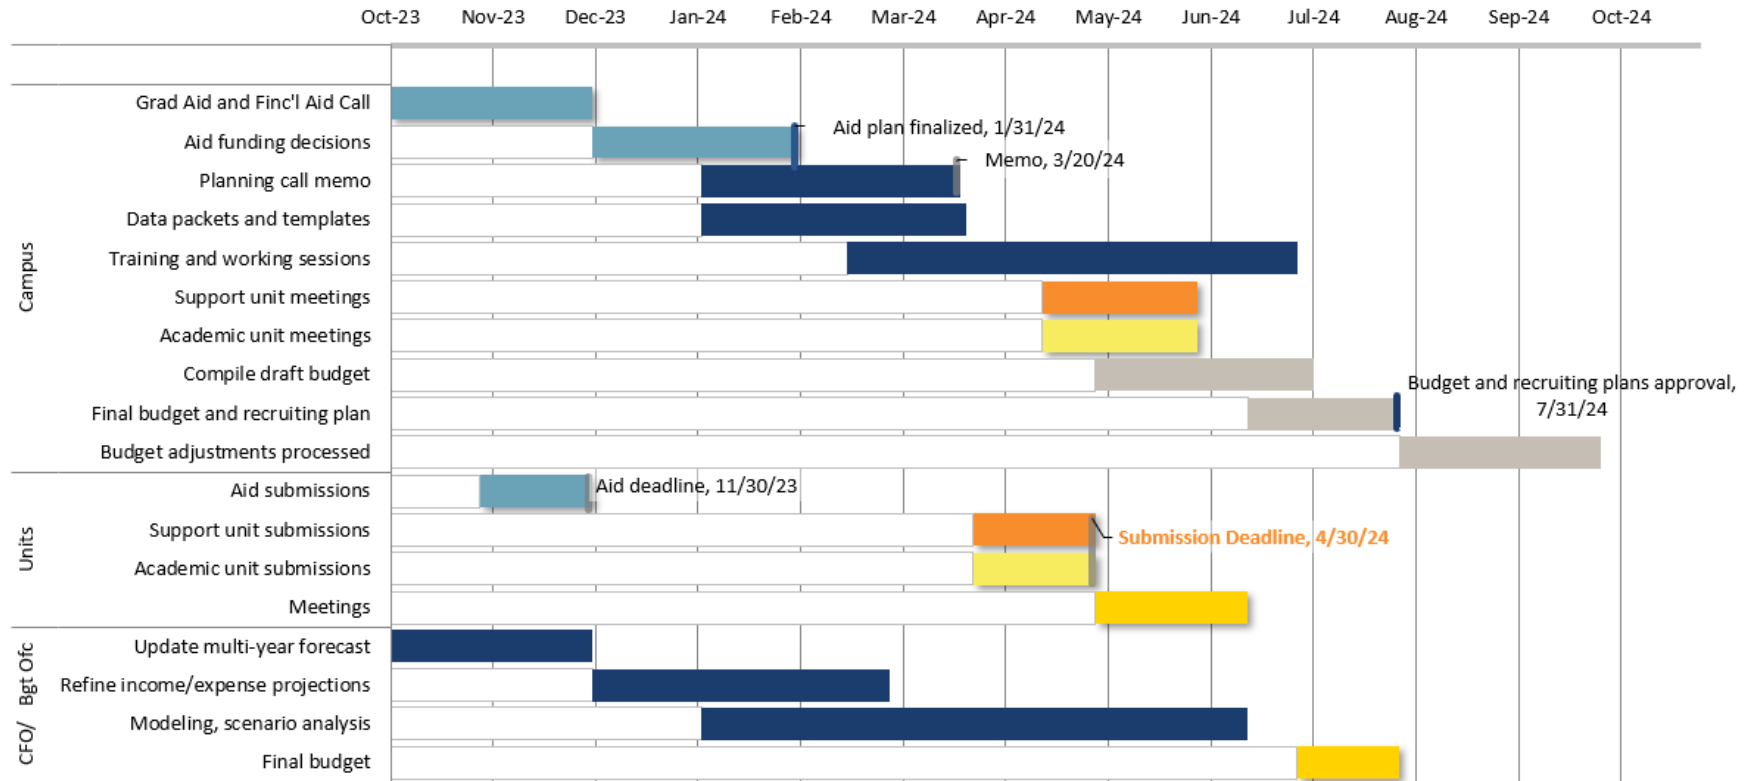 Oct-23 Nov-23 Dec-23 Jan-24 Feb-24 Mar-24 Apr-24 May-24 Jun-24 Jul-24 Aug-24 Sep-24 Oct-24
Campus
Grad Aid and Finc'l Aid Call
Aid funding decisions
Aid plan finalized, 1/31/24
Planning call memo
Memo, 3/20/24
Data packets and templates
Training and working sessions
Support unit meetings
Academic unit meetings
Compile draft budget
Final budget and recruiting plan
Budget and recruiting plans approval,
7/31/24
Budget adjustments processed
Units
Aid submissions
Aid deadline, 11/30/23
Support unit submissions
Submission Deadline, 4/30/24
Academic unit submissions
Meetings
CFO/ Bgt Ofc
Update multi-year forecast
Refine income/expense projections
Modeling, scenario analysis
Final budget